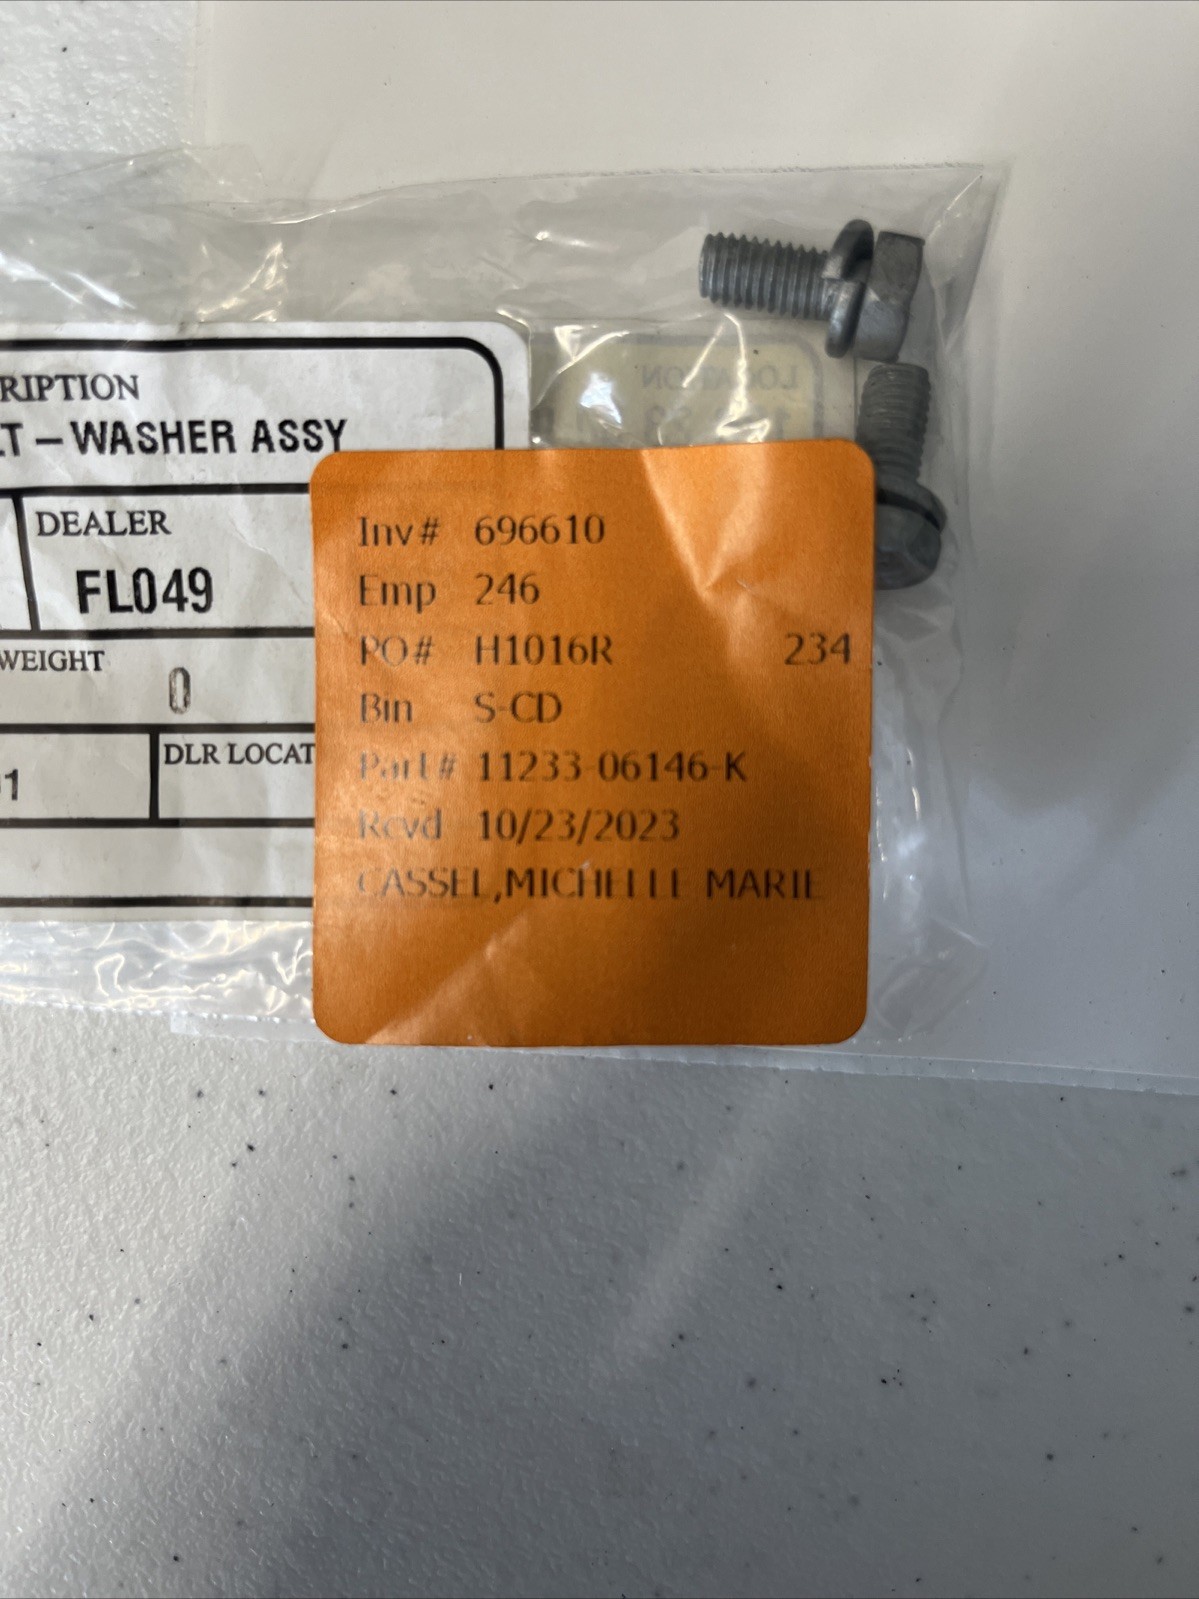 RIPTION
LT – WASHER ASSY
DEALER
FL049
WEIGHT
0
1
DLR LOCAT
LOCATION
Inv# 696610
Emp 246
PO# H1016R 234
Bin S-CD
Part# 11233-06146-K
Rcvd 10/23/2023
CASSEL,MICHELLE MARIE